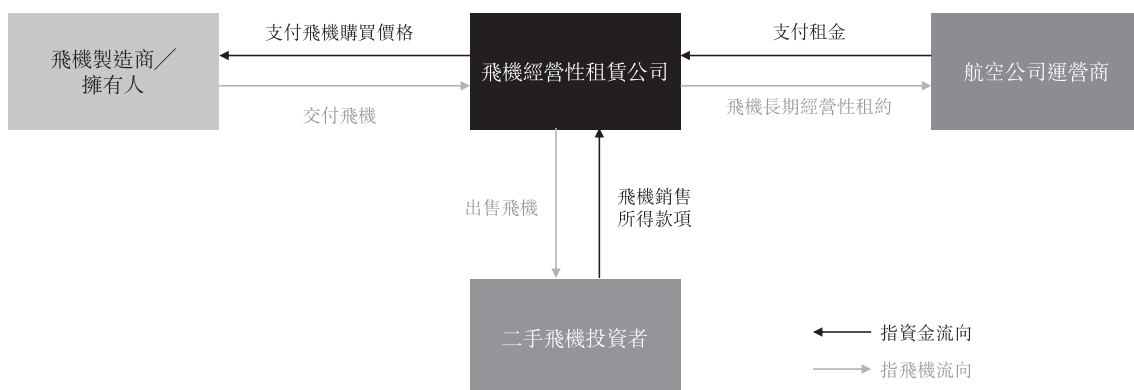 支付飛機購買價格
支付租金
飛機製造商／
擁有人
飛機經營性租賃公司
航空公司運營商
交付飛機
飛機長期經營性租約
出售飛機
飛機銷售
所得款項
二手飛機投資者
指資金流向
指飛機流向